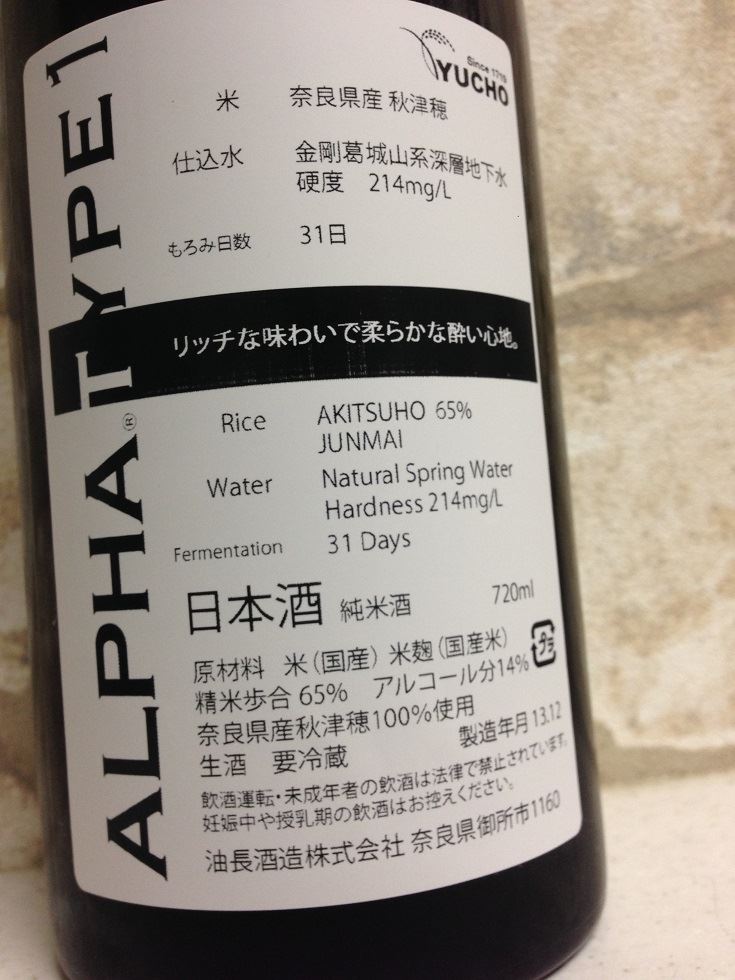 ALPHA TYPE 1
®
Since 1719
YUCHO
米 奈良県産 秋津穂
仕込水 金剛葛城山系深層地下水
硬度 214mg/L
もろみ日数 31日
リッチな味わいで柔らかな酔い心地。
Rice AKITSUHO 65%
JUNMAI
Water Natural Spring Water
Hardness 214mg/L
Fermentation 31 Days
日本酒 純米酒 720ml
原材料 米（国産） 米麹（国産米）
プラ
精米歩合 65% アルコール分14%
奈良県産秋津穂100%使用
生酒 要冷蔵 製造年月 13.12
飲酒運転・未成年者の飲酒は法律で禁止されています。
妊娠中や授乳期の飲酒はお控えください。
油長酒造株式会社 奈良県御所市1160